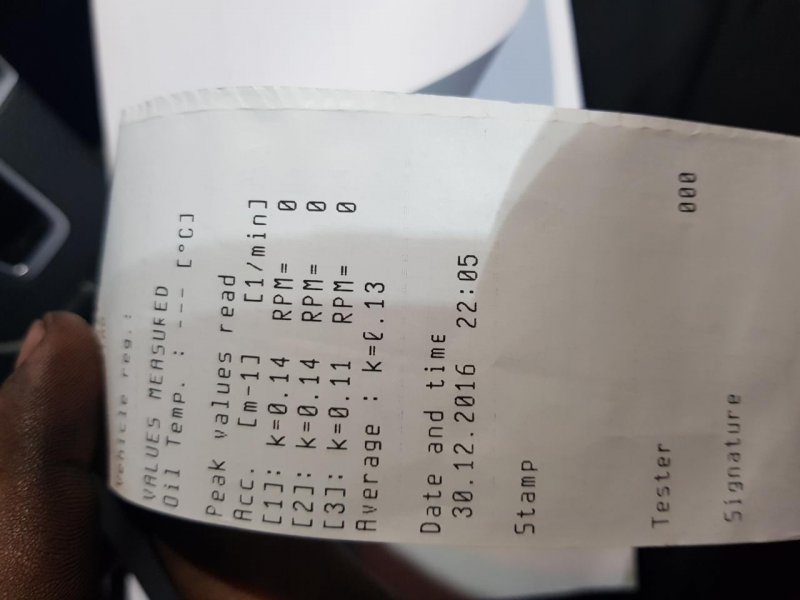 Vehicle reg.:
VALUES MEASURED
Oil Temp. : --- [°C]
Peak values read
Acc. [m-1] [1/min]
[1]: k=0.14 RPM= 0
[2]: k=0.14 RPM= 0
[3]: k=0.11 RPM= 0
Average : k=0.13
Date and time
30.12.2016 22:05
Stamp
Tester 000
Signature